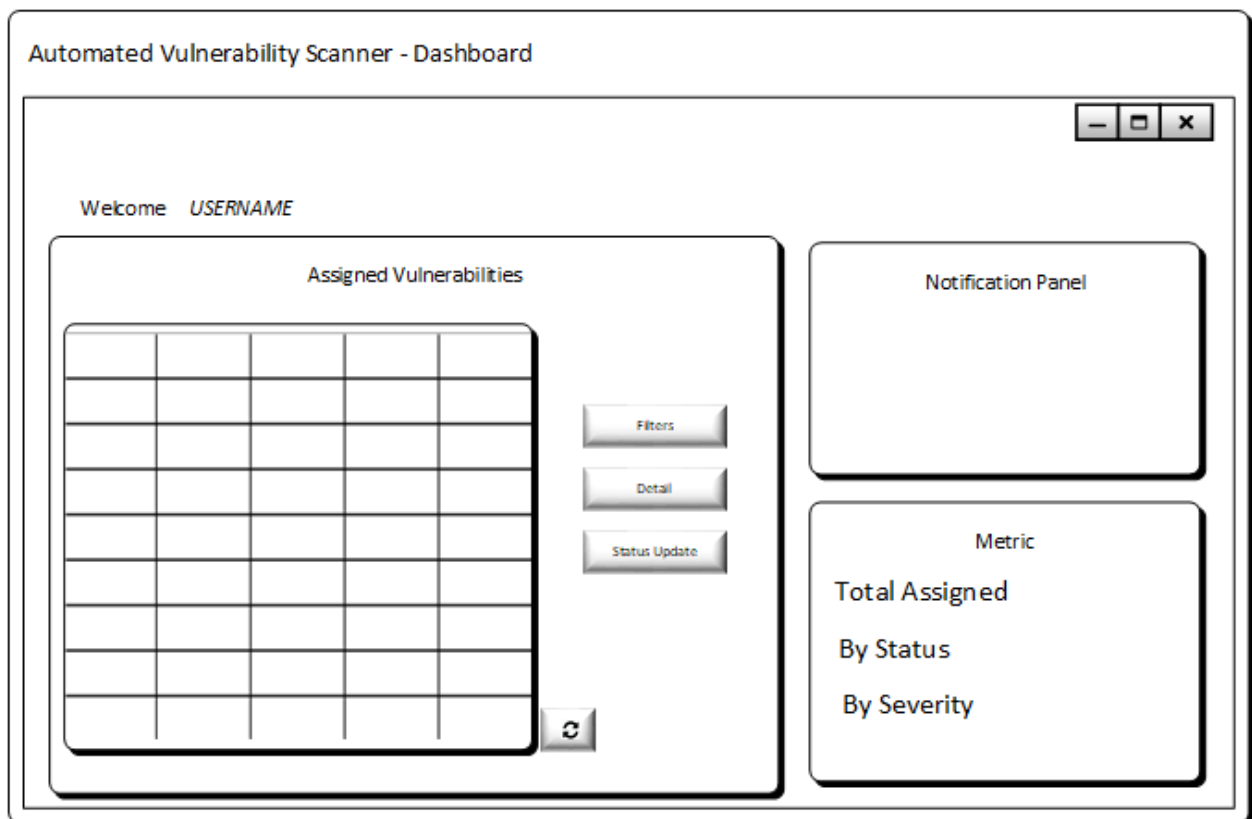 Automated Vulnerability Scanner - Dashboard
Welcome USERNAME
Assigned Vulnerabilities
Filters
Detail
Status Update
Notification Panel
Metric
Total Assigned
By Status
By Severity